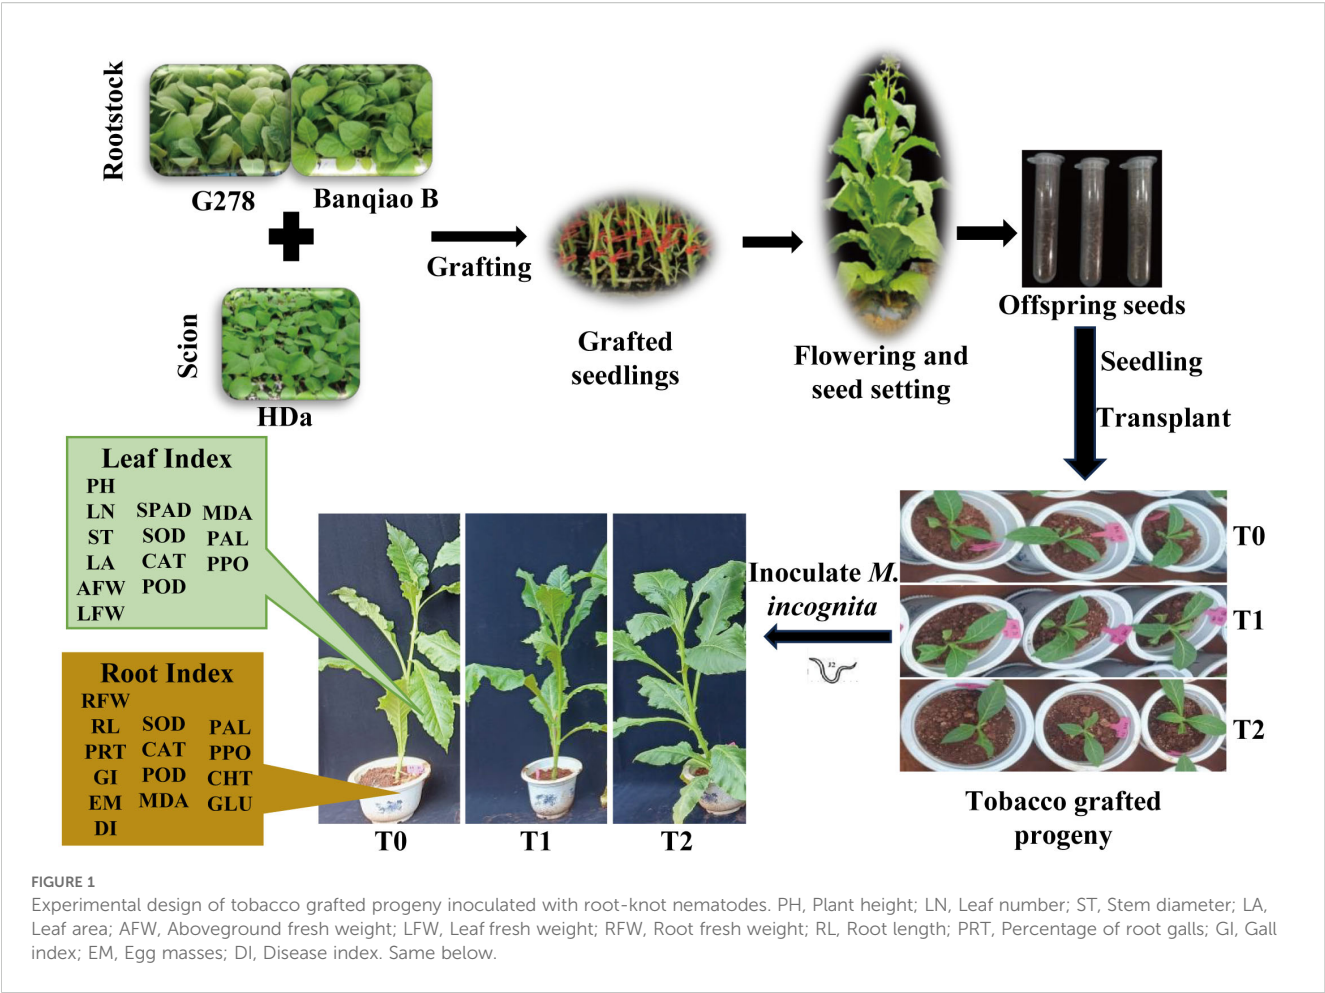 Rootstock
G278
Banqiao B
Scion
HDa
Grafting
Grafted
seedlings
Flowering and
seed setting
Offspring seeds
Seedling
Transplant
T0
T1
T2
Tobacco grafted
progeny
Inoculate M.
incognita
J2
T0
T1
T2
Leaf Index
PH
LN SPAD MDA
ST SOD PAL
LA CAT PPO
AFW POD
LFW
Root Index
RFW
RL SOD PAL
PRT CAT PPO
GI POD CHT
EM MDA GLU
DI
FIGURE 1
Experimental design of tobacco grafted progeny inoculated with root-knot nematodes. PH, Plant height; LN, Leaf number; ST, Stem diameter; LA,
Leaf area; AFW, Aboveground fresh weight; LFW, Leaf fresh weight; RFW, Root fresh weight; RL, Root length; PRT, Percentage of root galls; GI, Gall
index; EM, Egg masses; DI, Disease index. Same below.